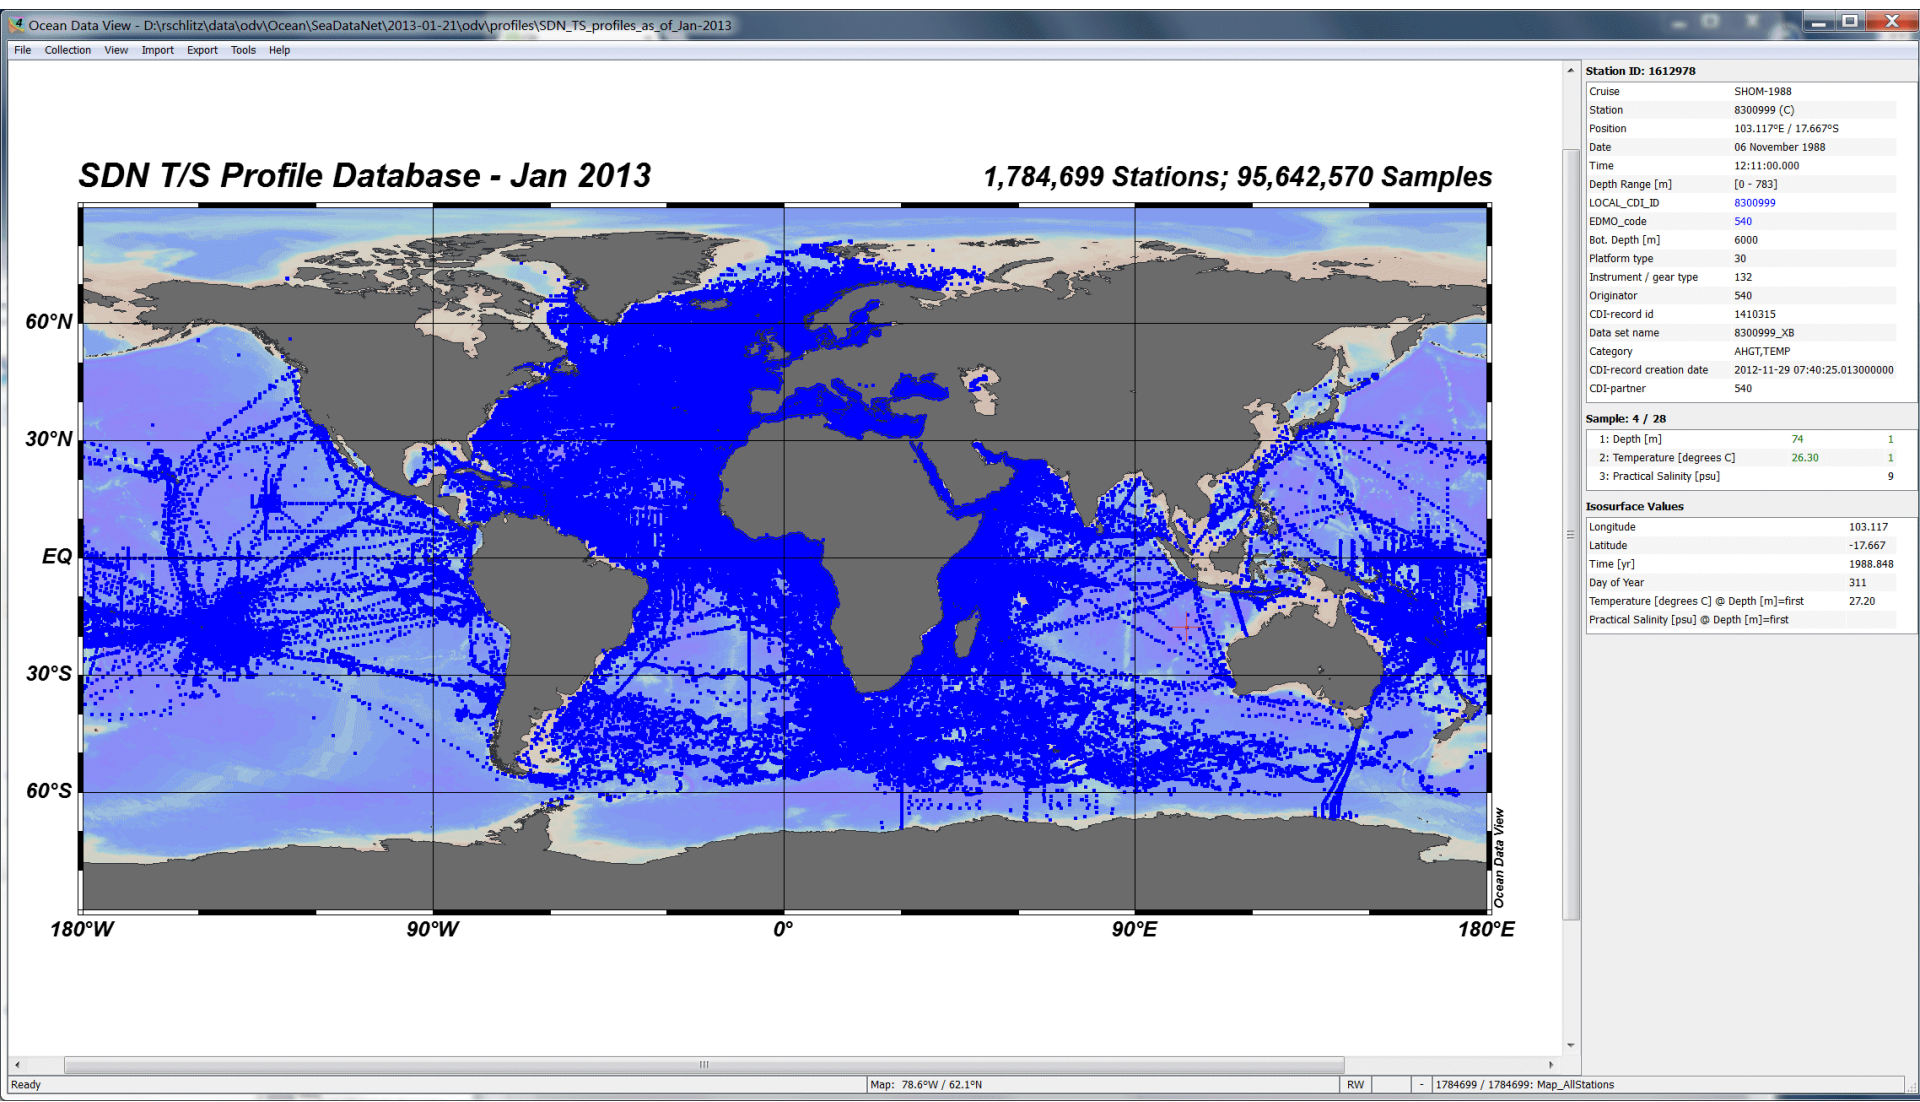 Ocean Data View - D:\rschlitz\data\odv\Ocean\SeaDataNet\2013-01-21\odv\profiles\SDN_TS_profiles_as_of_Jan-2013
File Collection View Import Export Tools Help
SDN T/S Profile Database - Jan 2013
1,784,699 Stations; 95,642,570 Samples
60°N
30°N
EQ
30°S
60°S
180°W 90°W 0° 90°E 180°E
Ocean Data View
Station ID: 1612978
Cruise SHOM-1988
Station 8300999 (C)
Position 103.117°E / 17.667°S
Date 06 November 1988
Time 12:11:00.000
Depth Range [m] [0 - 783]
LOCAL_CDI_ID 8300999
EDMO_code 540
Bot. Depth [m] 6000
Platform type 30
Instrument / gear type 132
Originator 540
CDI-record id 1410315
Data set name 8300999_XB
Category AHGT,TEMP
CDI-record creation date 2012-11-29 07:40:25.013000000
CDI-partner 540
Sample: 4 / 28
1: Depth [m] 74 1
2: Temperature [degrees C] 26.30 1
3: Practical Salinity [psu] 9
Isosurface Values
Longitude 103.117
Latitude -17.667
Time [yr] 1988.848
Day of Year 311
Temperature [degrees C] @ Depth [m]=first 27.20
Practical Salinity [psu] @ Depth [m]=first
Ready
Map: 78.6°W / 62.1°N
RW
-
1784699 / 1784699: Map_AllStations